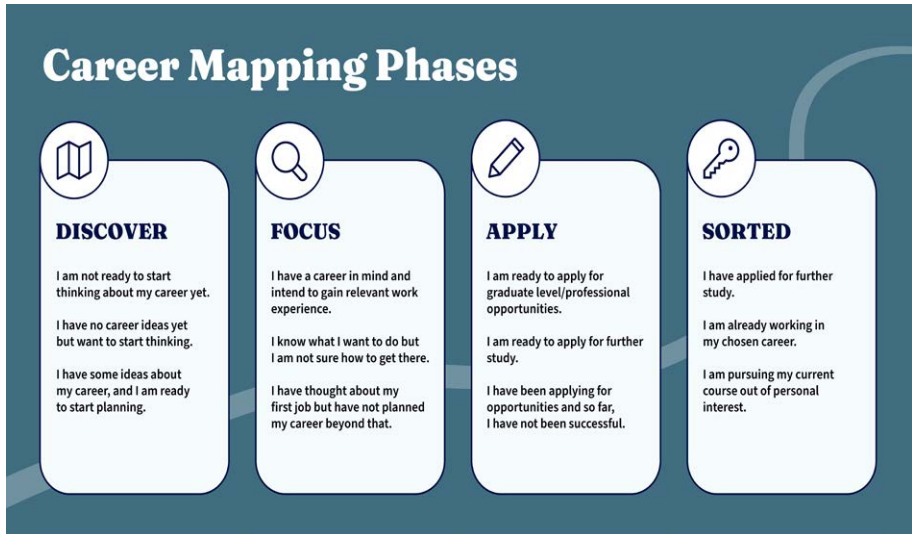 Career Mapping Phases
DISCOVER
I am not ready to start
thinking about my career yet.
I have no career ideas yet
but want to start thinking.
I have some ideas about
my career, and I am ready
to start planning.
FOCUS
I have a career in mind and
intend to gain relevant work
experience.
I know what I want to do but
I am not sure how to get there.
I have thought about my
first job but have not planned
my career beyond that.
APPLY
I am ready to apply for
graduate level/professional
opportunities.
I am ready to apply for further
study.
I have been applying for
opportunities and so far,
I have not been successful.
SORTED
I have applied for further
study.
I am already working in
my chosen career.
I am pursuing my current
course out of personal
interest.